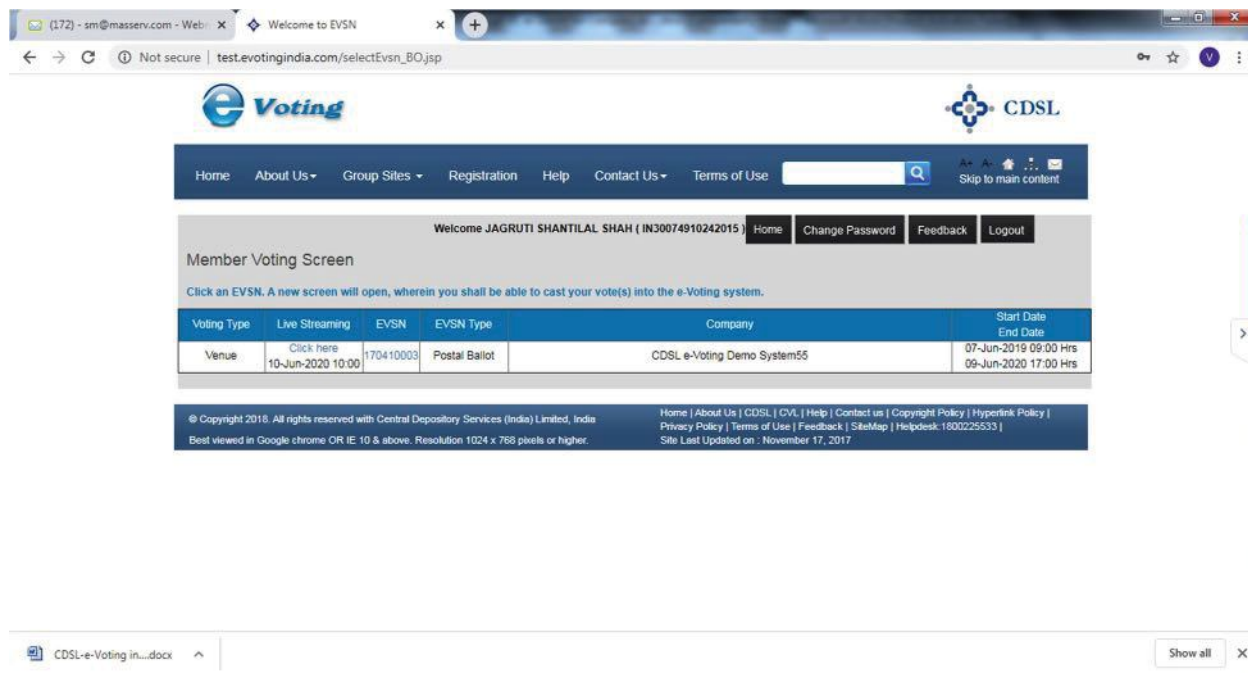 (172) - sm@masserv.com - Web
Welcome to EVSN
Not secure | test.evotingindia.com/selectEvsn_BO.jsp
V
e Voting
CDSL
Home About Us Group Sites Registration Help Contact Us Terms of Use
A+ A-
Skip to main content
Welcome JAGRUTI SHANTILAL SHAH ( IN30074910242015 ) Home Change Password Feedback Logout
Member Voting Screen
Click an EVSN. A new screen will open, wherein you shall be able to cast your vote(s) into the e-Voting system.
Voting Type Live Streaming EVSN EVSN Type Company Start Date
End Date
Venue Click here 170410003 Postal Ballot CDSL e-Voting Demo System55 07-Jun-2019 09:00 Hrs
10-Jun-2020 10:00 09-Jun-2020 17:00 Hrs
© Copyright 2018. All rights reserved with Central Depository Services (India) Limited, India
Best viewed in Google chrome OR IE 10 & above. Resolution 1024 x 768 pixels or higher.
Home | About Us | CDSL | CVL | Help | Contact us | Copyright Policy | Hyperlink Policy |
Privacy Policy | Terms of Use | Feedback | SiteMap | Helpdesk:1800225533 |
Site Last Updated on : November 17, 2017
CDSL-e-Voting in....docx
Show all